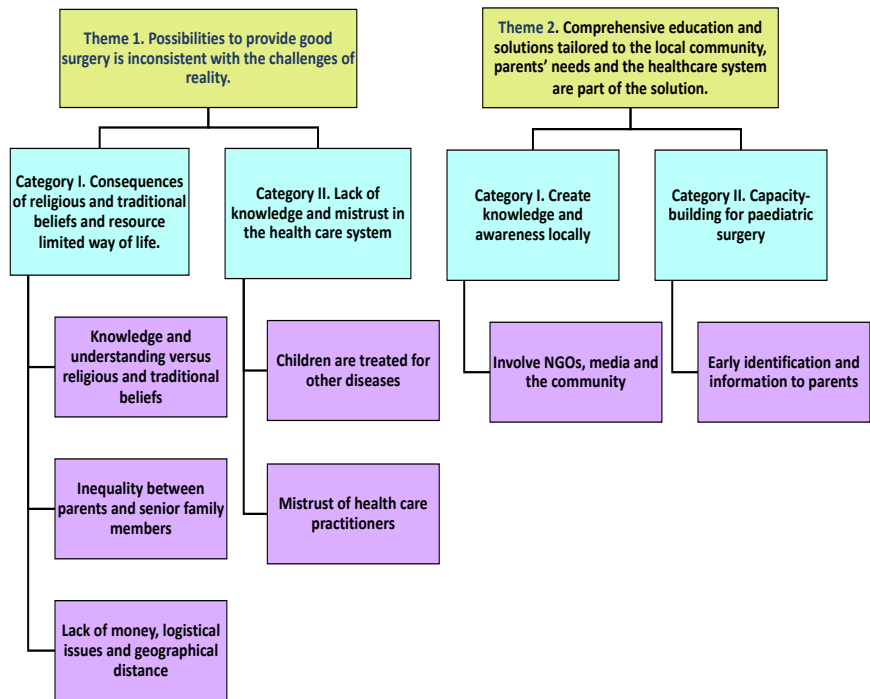 Theme 1. Possibilities to provide good
surgery is inconsistent with the challenges of
reality.
Theme 2. Comprehensive education and
solutions tailored to the local community,
parents’ needs and the healthcare system
are part of the solution.
Category I. Consequences
of religious and traditional
beliefs and resource
limited way of life.
Category II. Lack of
knowledge and mistrust in
the health care system
Category I. Create
knowledge and
awareness locally
Category II. Capacity-
building for paediatric
surgery
Knowledge and
understanding versus
religious and traditional
beliefs
Children are treated for
other diseases
Involve NGOs, media and
the community
Early identification and
information to parents
Inequality between
parents and senior family
members
Mistrust of health care
practitioners
Lack of money, logistical
issues and geographical
distance